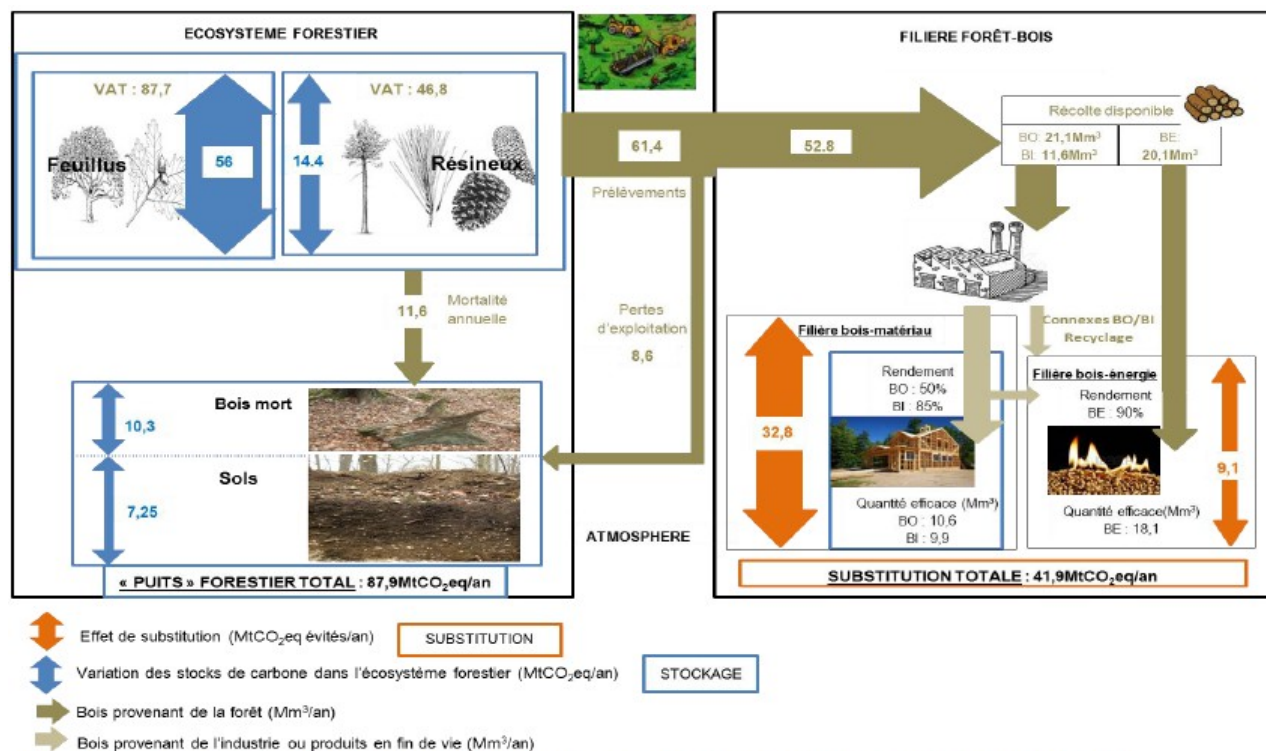 ECOSYSTEME FORESTIER
VAT : 87,7
Feuillus
56
VAT : 46,8
14.4
Résineux
11,6
Mortalité
annuelle
61,4
52.8
Prélèvements
Pertes
d'exploitation
8,6
Bois mort
10,3
Sols
7,25
« PUITS » FORESTIER TOTAL : 87,9MtCO₂eq/an
ATMOSPHERE
FILIERE FORÊT-BOIS
Récolte disponible
BO: 21,1Mm³
BI: 11,6Mm³
BE:
20,1Mm³
Connexes BO/BI
Recyclage
Filière bois-matériau
32,8
Rendement
BO : 50%
BI : 85%
Quantité efficace (Mm³)
BO : 10,6
BI : 9,9
Filière bois-énergie
Rendement
BE : 90%
9,1
Quantité efficace(Mm³)
BE : 18,1
SUBSTITUTION TOTALE : 41,9MtCO₂eq/an
Effet de substitution (MtCO₂eq évités/an)
SUBSTITUTION
Variation des stocks de carbone dans l'écosystème forestier (MtCO₂eq/an)
STOCKAGE
Bois provenant de la forêt (Mm³/an)
Bois provenant de l'industrie ou produits en fin de vie (Mm³/an)